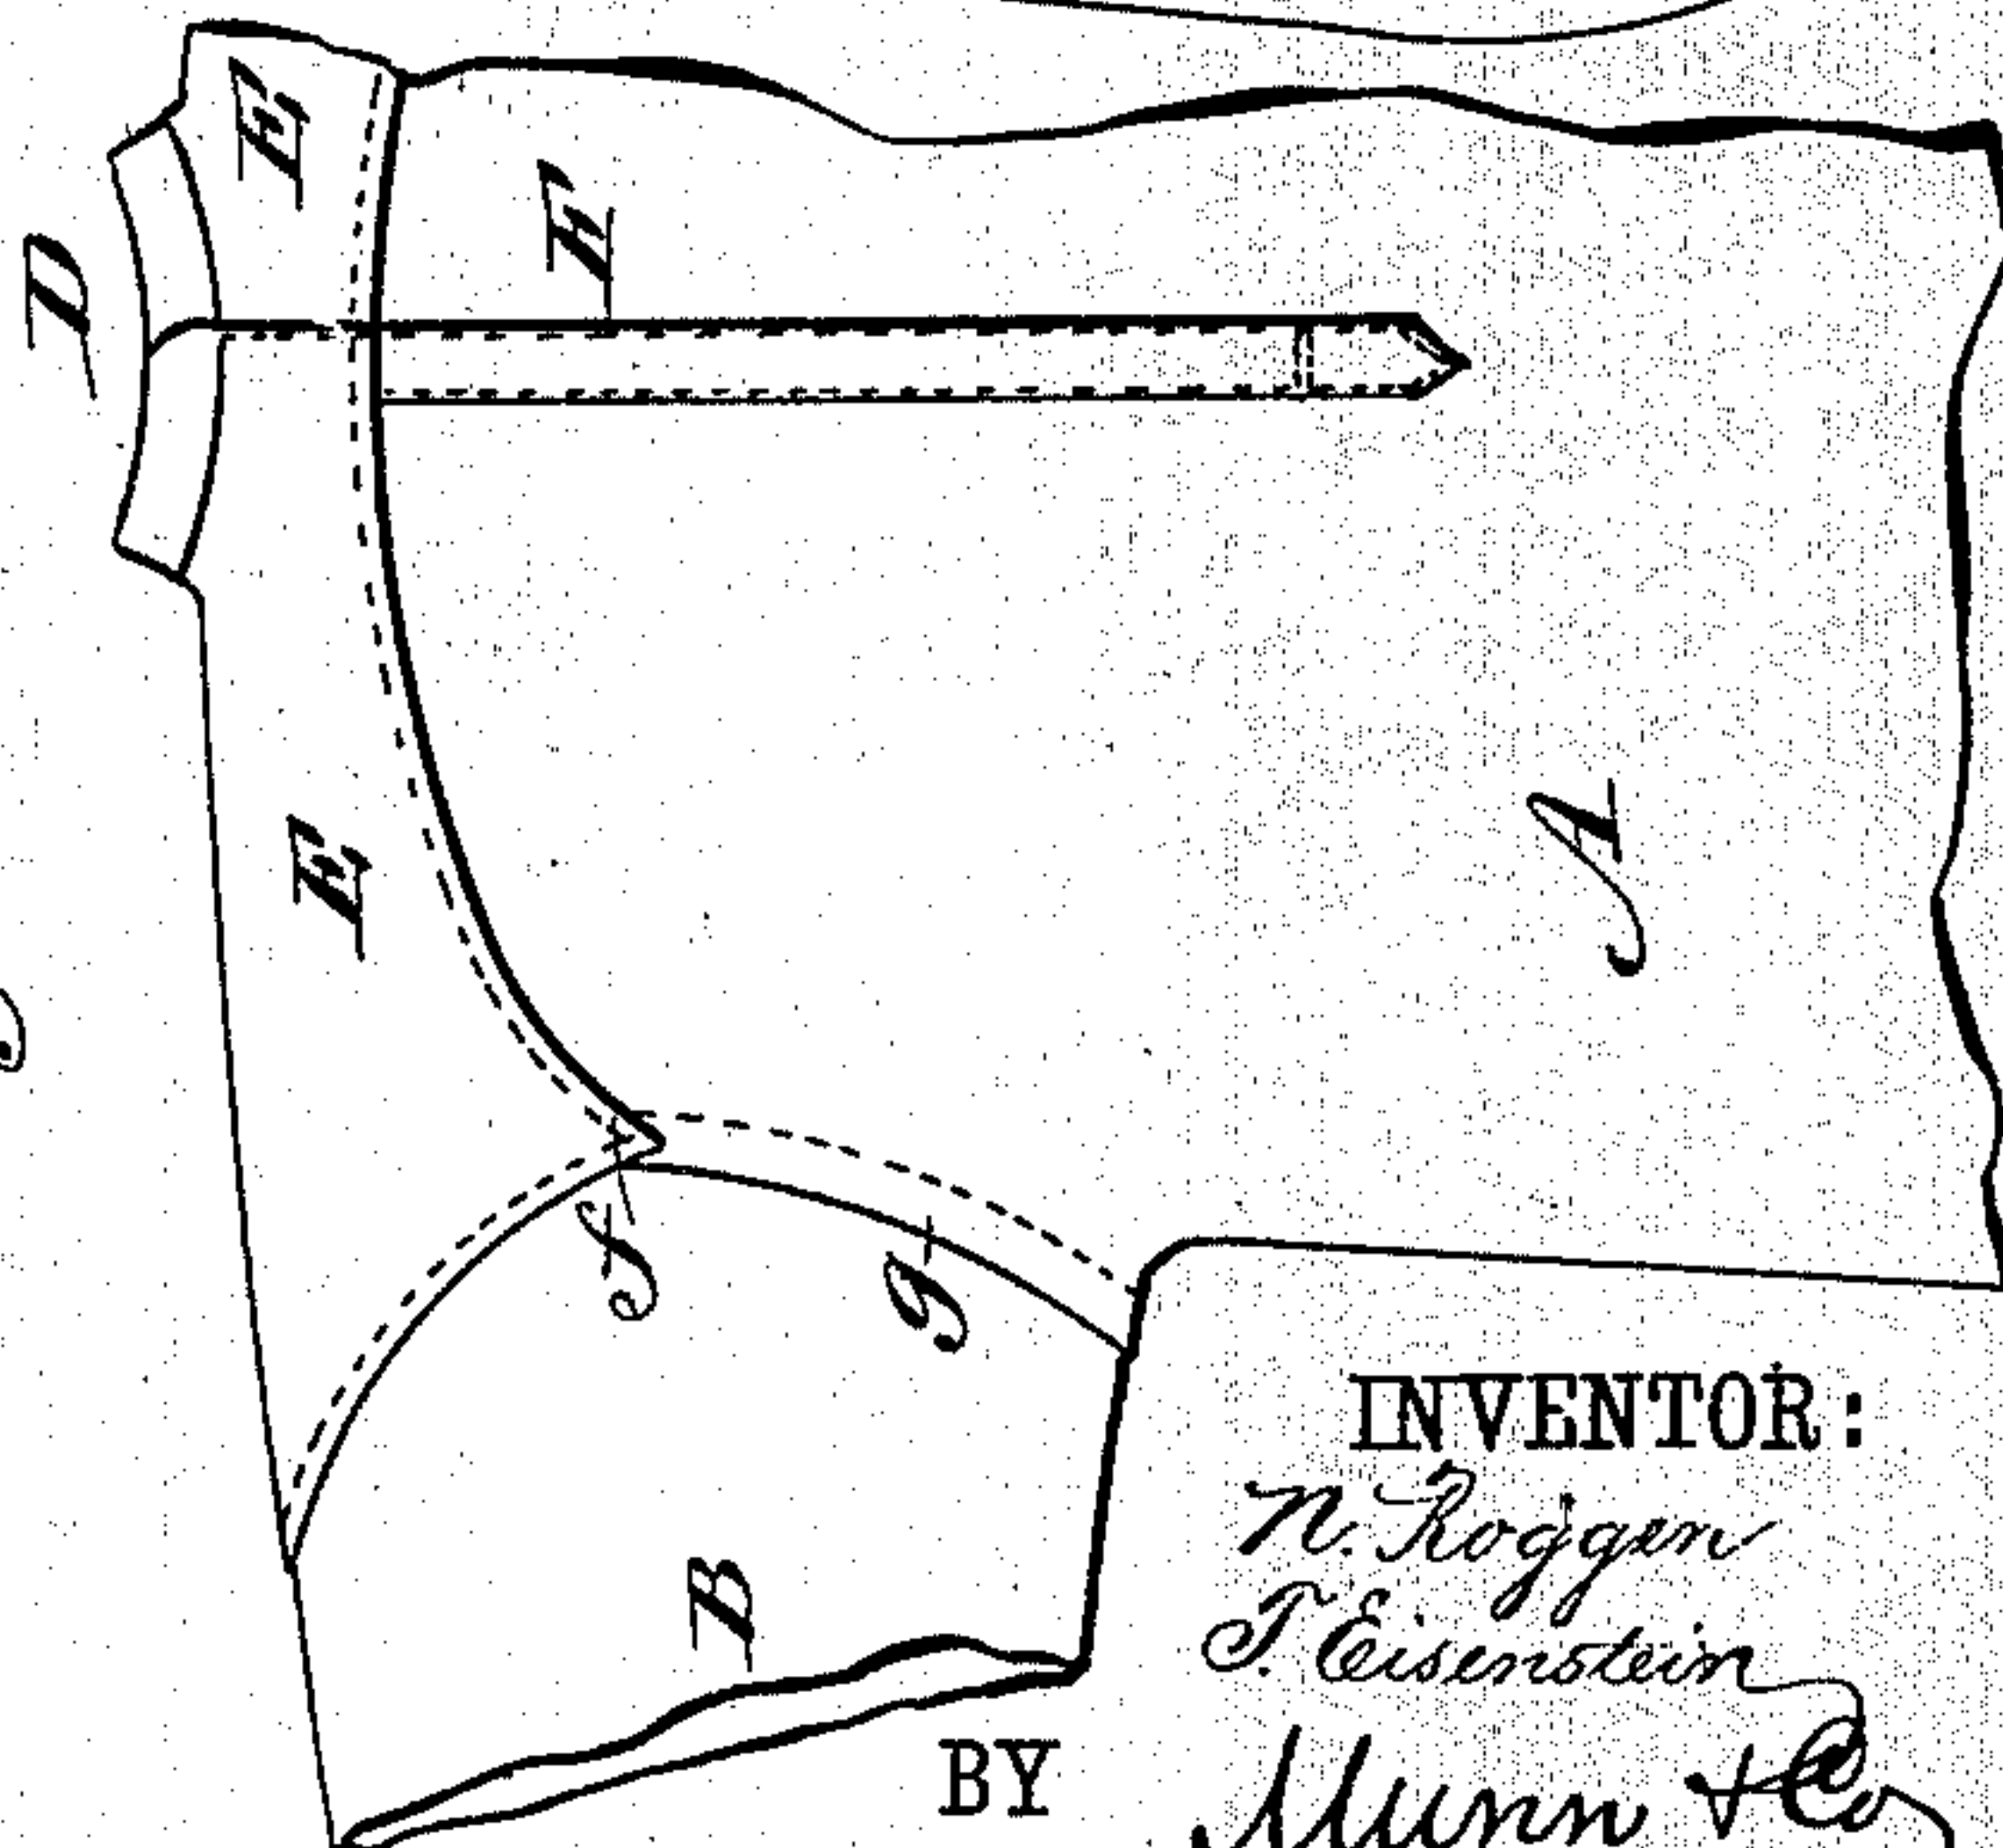 D
E
F
E
A
f
g
B
INVENTOR:
N. Roggen
T. Eisenstein
BY
Munn & Co